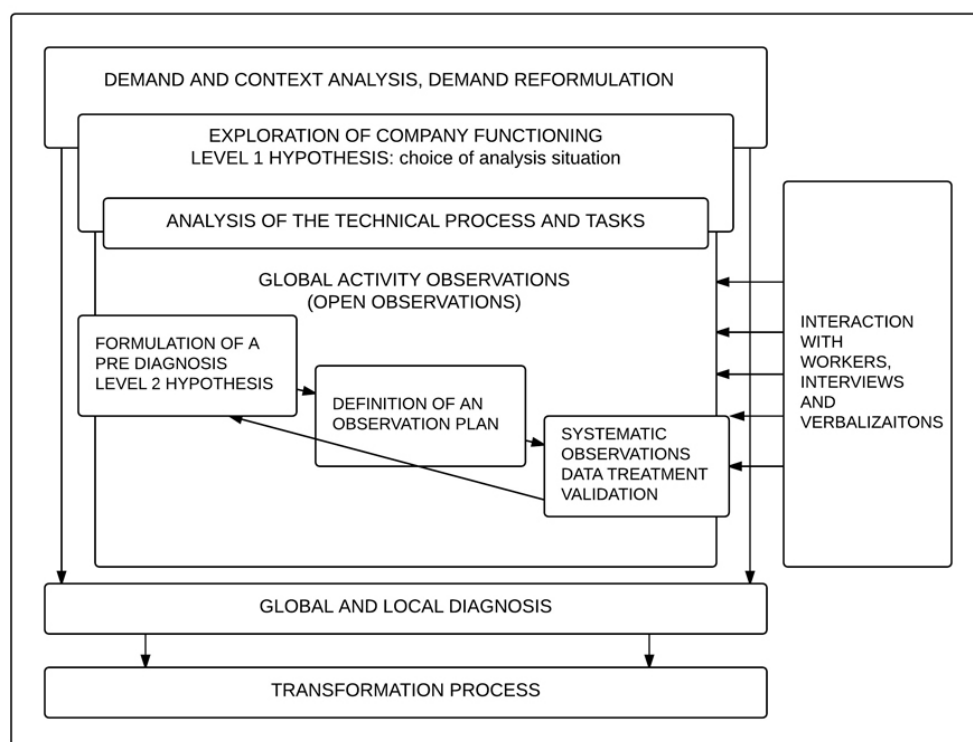 DEMAND AND CONTEXT ANALYSIS, DEMAND REFORMULATION
EXPLORATION OF COMPANY FUNCTIONING
LEVEL 1 HYPOTHESIS: choice of analysis situation
ANALYSIS OF THE TECHNICAL PROCESS AND TASKS
GLOBAL ACTIVITY OBSERVATIONS
(OPEN OBSERVATIONS)
FORMULATION OF A
PRE DIAGNOSIS
LEVEL 2 HYPOTHESIS
DEFINITION OF AN
OBSERVATION PLAN
SYSTEMATIC
OBSERVATIONS
DATA TREATMENT
VALIDATION
INTERACTION
WITH
WORKERS,
INTERVIEWS
AND
VERBALIZAITONS
GLOBAL AND LOCAL DIAGNOSIS
TRANSFORMATION PROCESS